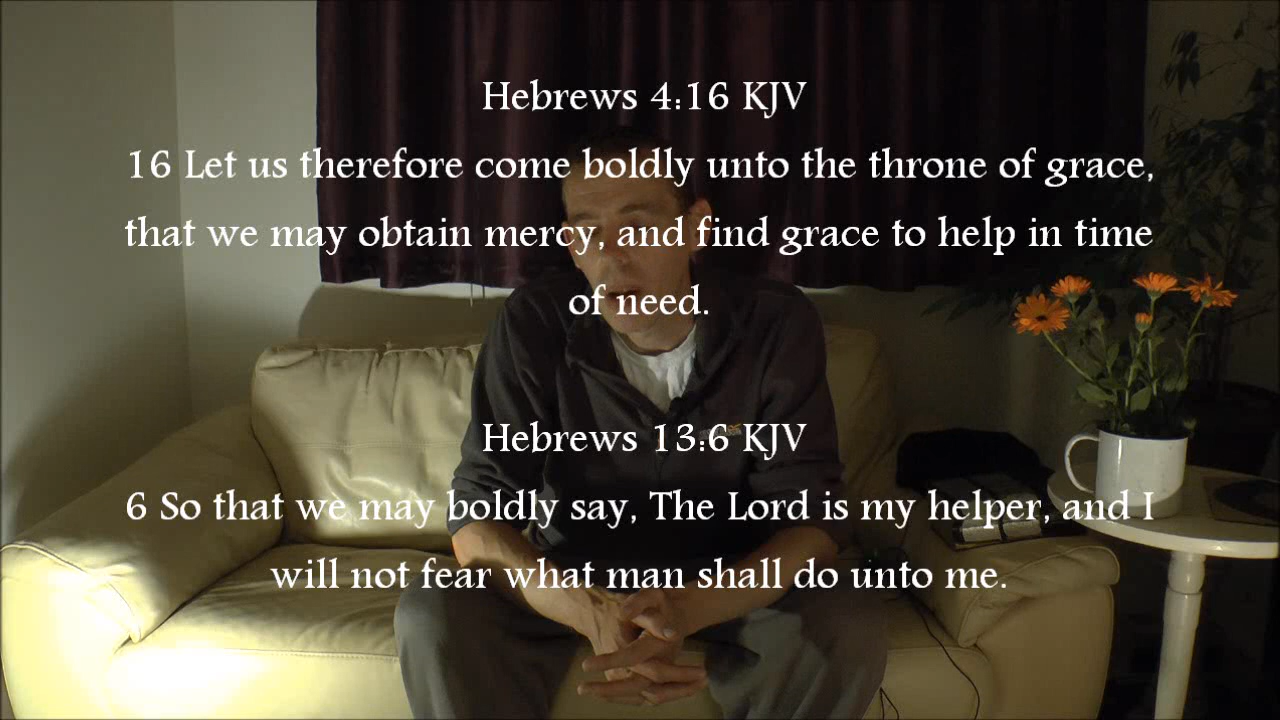 Hebrews 4:16 KJV
16 Let us therefore come boldly unto the throne of grace,
that we may obtain mercy, and find grace to help in time
of need.
Hebrews 13:6 KJV
6 So that we may boldly say, The Lord is my helper, and I
will not fear what man shall do unto me.